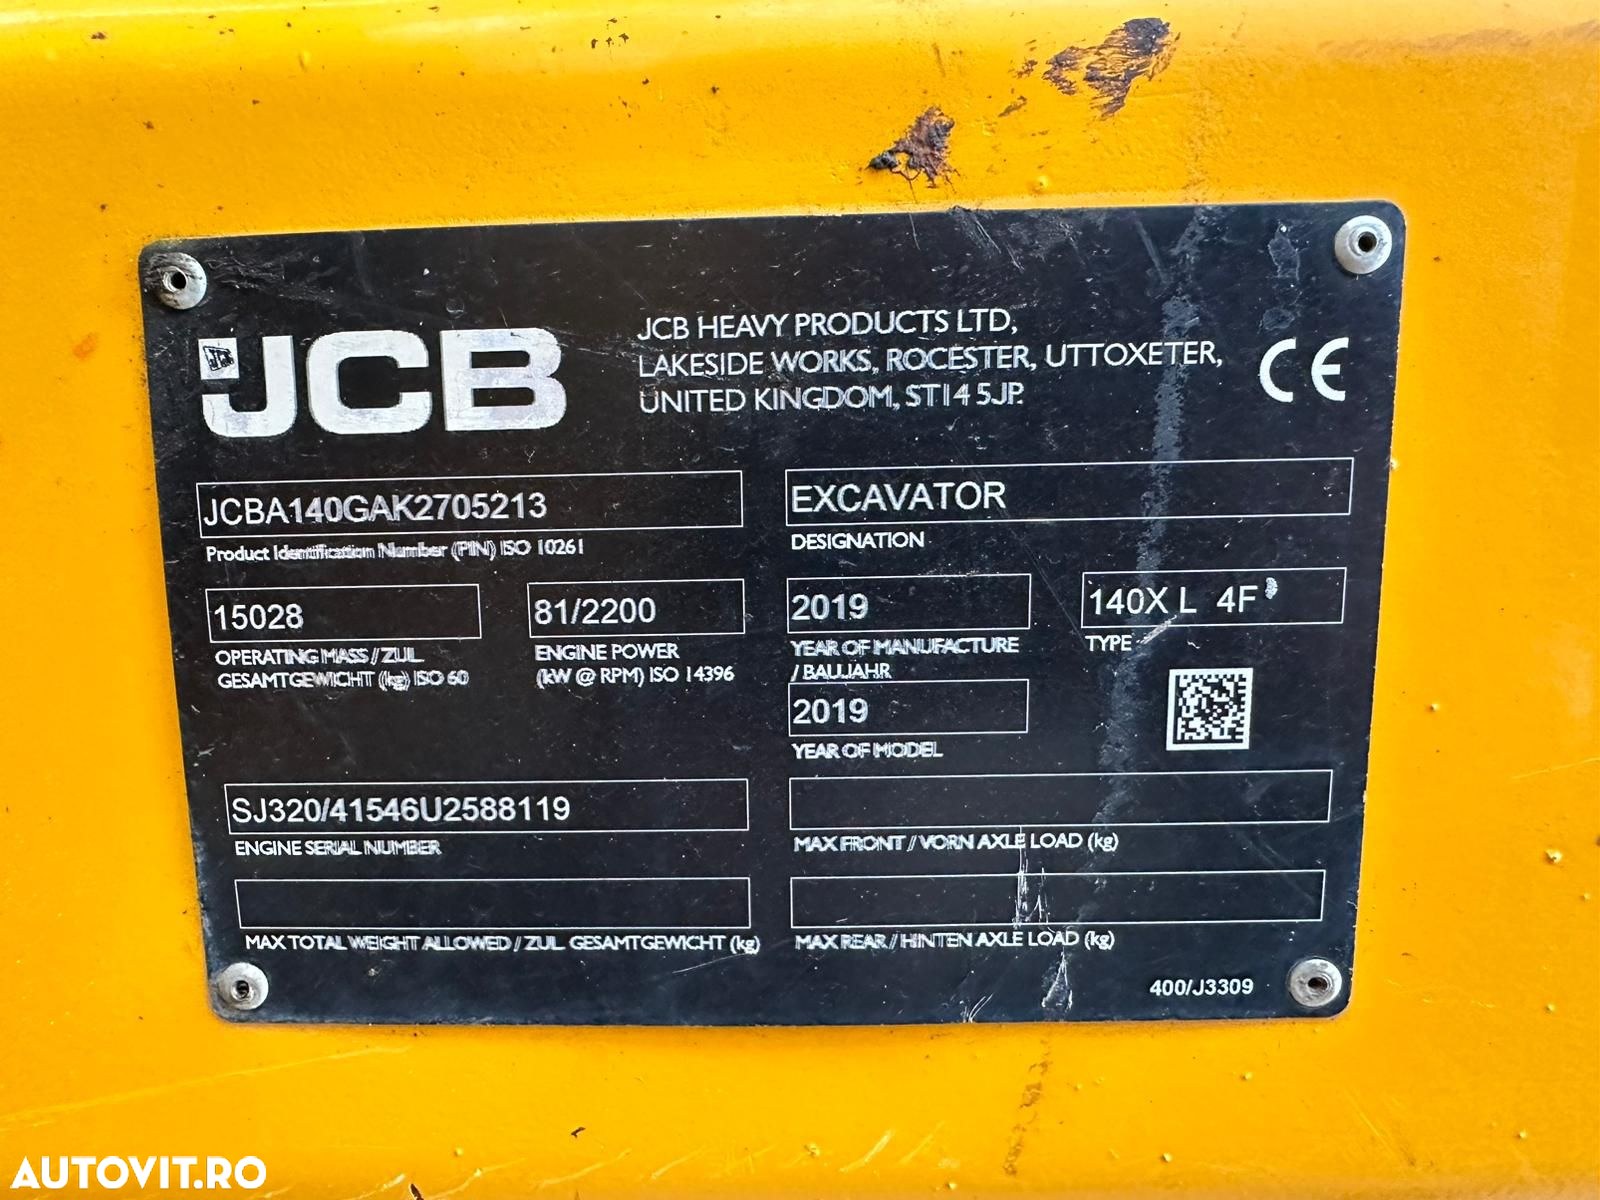 JCB
JCB HEAVY PRODUCTS LTD,
LAKESIDE WORKS, ROCESTER, UTTOXETER,
UNITED KINGDOM, ST14 5JP.
CE
JCBA140GAK2705213
Product Identification Number (PIN) ISO 10261
EXCAVATOR
DESIGNATION
15028
OPERATING MASS / ZUL
GESAMTGEWICHT (kg) ISO 60
81/2200
ENGINE POWER
(kW @ RPM) ISO 14396
2019
YEAR OF MANUFACTURE
/ BAUJAHR
140X L 4F
TYPE
2019
YEAR OF MODEL
SJ320/41546U2588119
ENGINE SERIAL NUMBER
MAX FRONT / VORN AXLE LOAD (kg)
MAX TOTAL WEIGHT ALLOWED / ZUL GESAMTGEWICHT (kg)
MAX REAR / HINTEN AXLE LOAD (kg)
400/J3309
AUTOVIT.RO